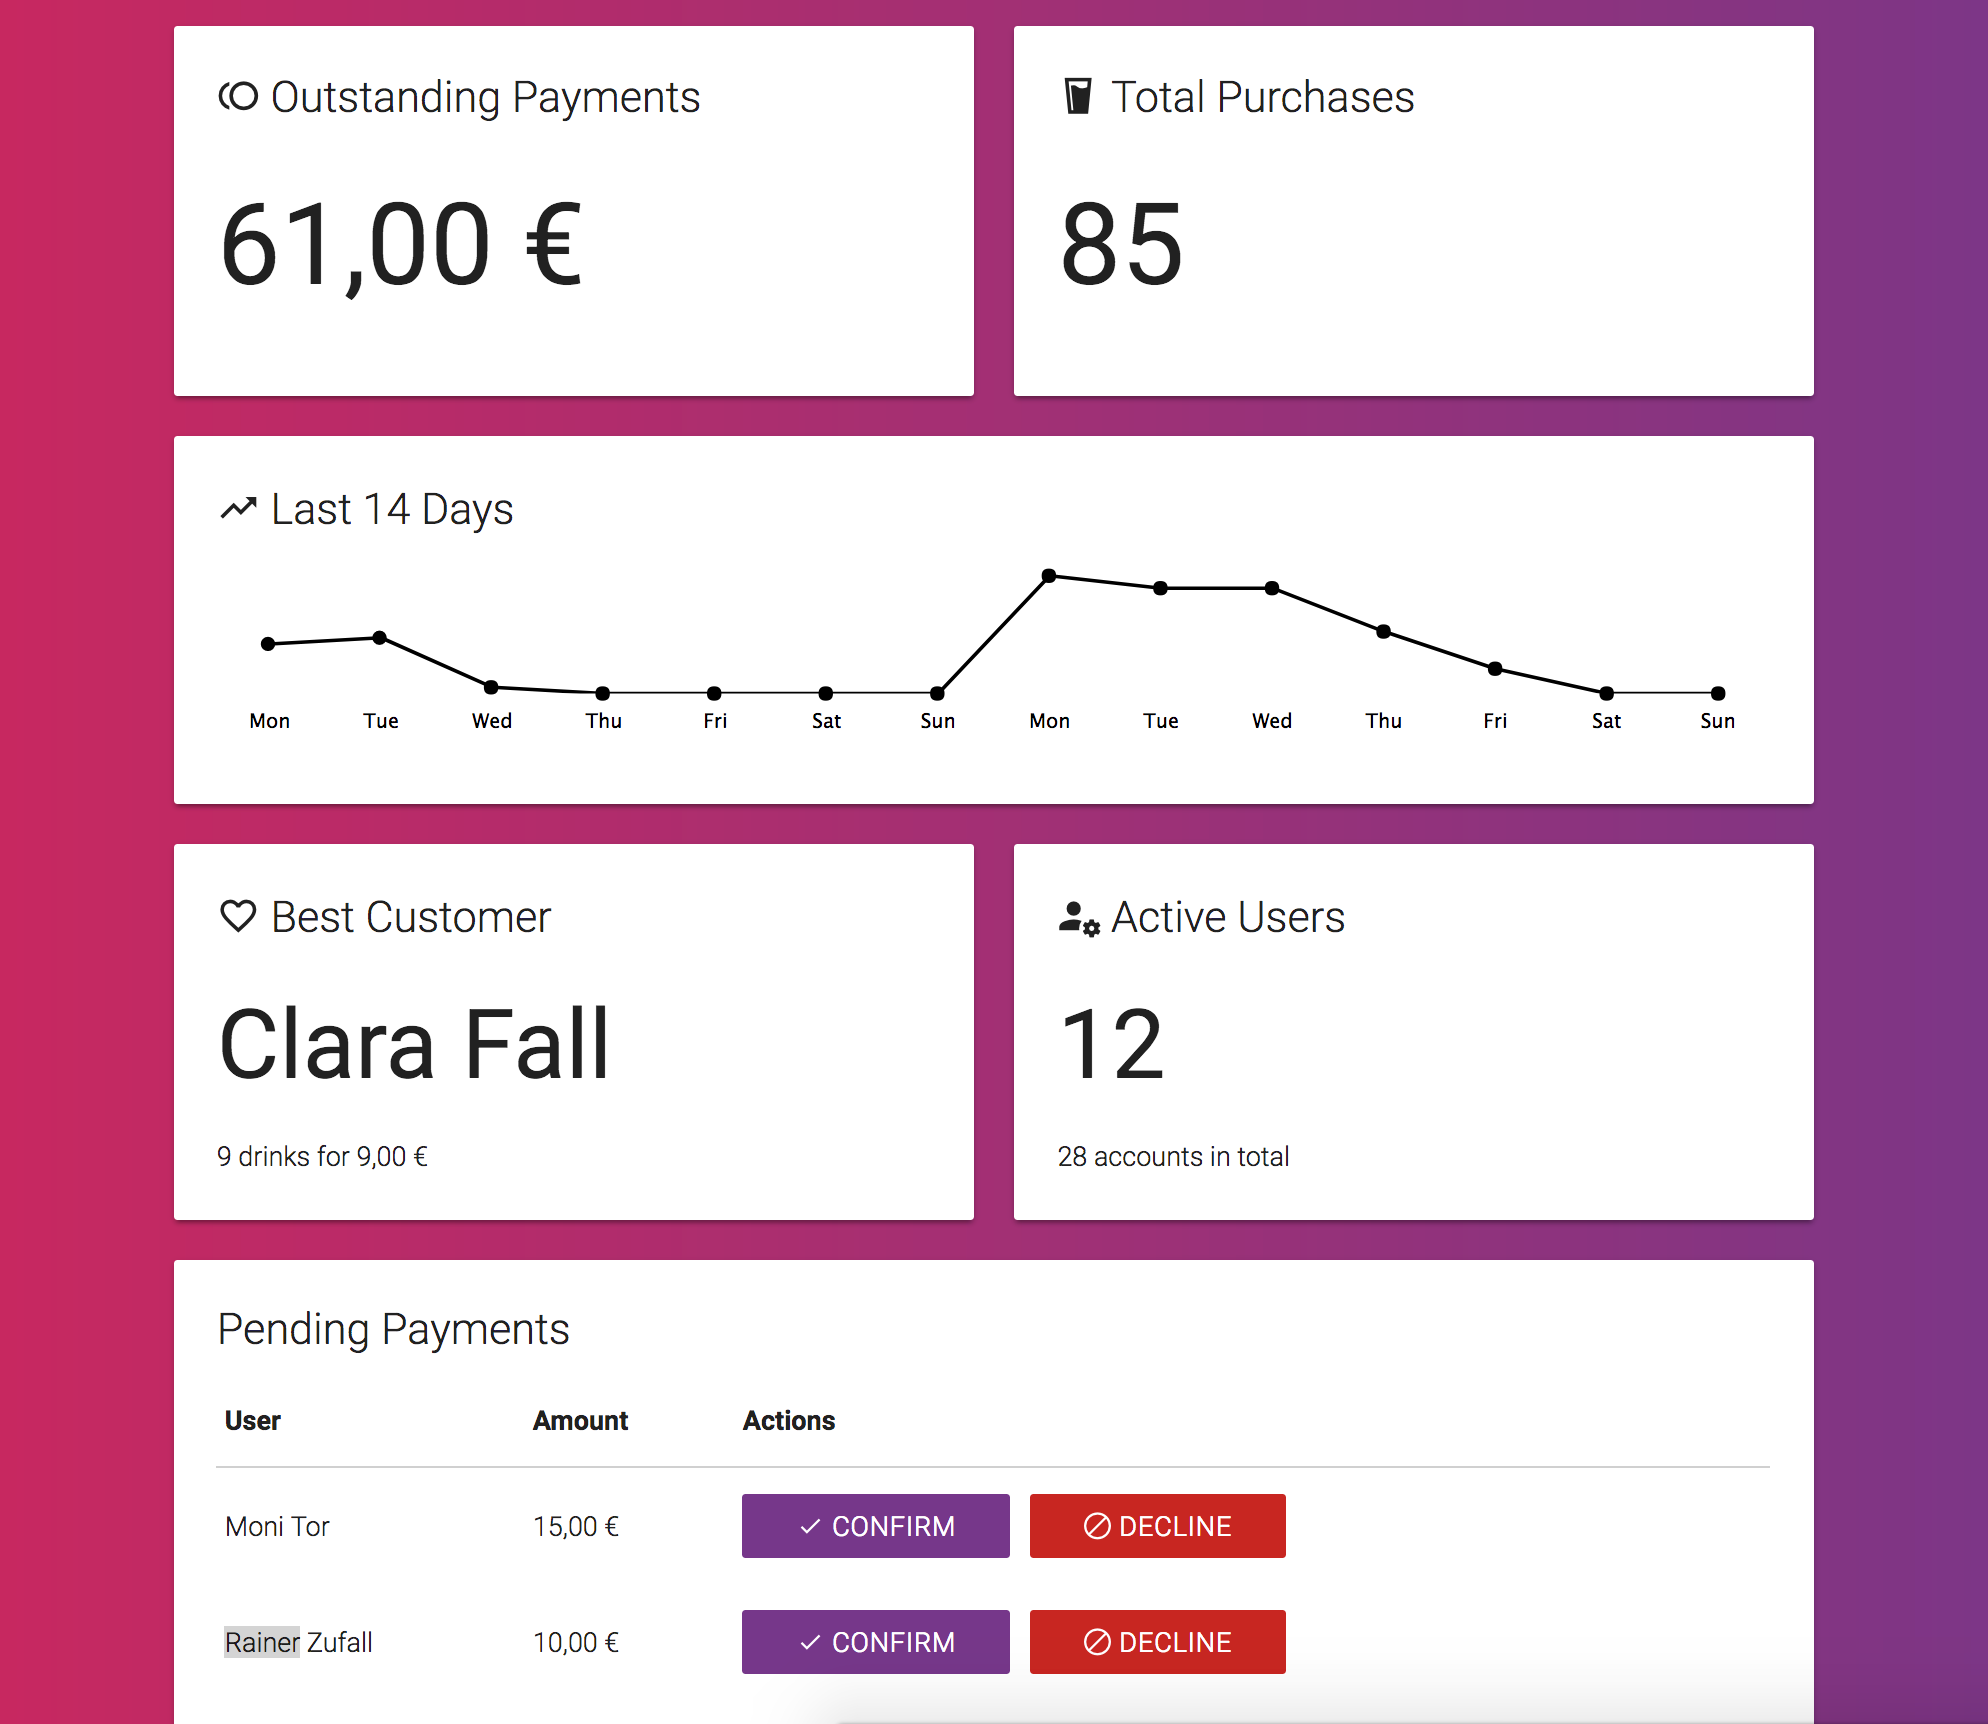 Outstanding Payments
61,00 €
Total Purchases
85
Last 14 Days
Mon Tue Wed Thu Fri Sat Sun Mon Tue Wed Thu Fri Sat Sun
Best Customer
Clara Fall
9 drinks for 9,00 €
Active Users
12
28 accounts in total
Pending Payments
User Amount Actions
Moni Tor 15,00 € CONFIRM DECLINE
Rainer Zufall 10,00 € CONFIRM DECLINE